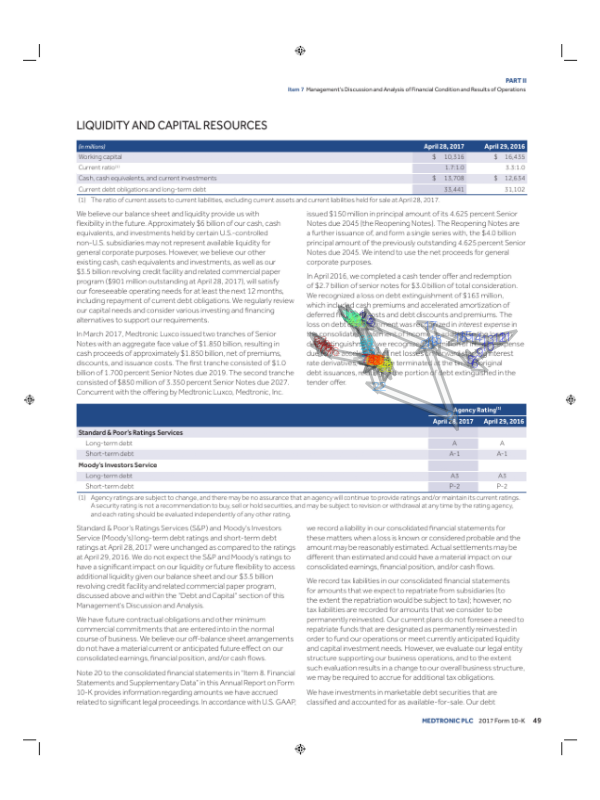 PART II
Item 7 Management's Discussion and Analysis of Financial Condition and Results of Operations
LIQUIDITY AND CAPITAL RESOURCES
(in millions) April 28, 2017 April 29, 2016
Working capital $ 10,316 $ 16,435
Current ratio(1) 1.7:1.0 3.3:1.0
Cash, cash equivalents, and current investments $ 13,708 $ 12,634
Current debt obligations and long-term debt 33,441 31,102
(1) The ratio of current assets to current liabilities, excluding current assets and current liabilities held for sale at April 28, 2017.
We believe our balance sheet and liquidity provide us with
flexibility in the future. Approximately $6 billion of our cash, cash
equivalents, and investments held by certain U.S.-controlled
non-U.S. subsidiaries may not represent available liquidity for
general corporate purposes. However, we believe our other
existing cash, cash equivalents and investments, as well as our
$3.5 billion revolving credit facility and related commercial paper
program ($901 million outstanding at April 28, 2017), will satisfy
our foreseeable operating needs for at least the next 12 months,
including repayment of current debt obligations. We regularly review
our capital needs and consider various investing and financing
alternatives to support our requirements.
In March 2017, Medtronic Luxco issued two tranches of Senior
Notes with an aggregate face value of $1.850 billion, resulting in
cash proceeds of approximately $1.850 billion, net of premiums,
discounts, and issuance costs. The first tranche consisted of $1.0
billion of 1.700 percent Senior Notes due 2019. The second tranche
consisted of $850 million of 3.350 percent Senior Notes due 2027.
Concurrent with the offering by Medtronic Luxco, Medtronic, Inc.
issued $150 million in principal amount of its 4.625 percent Senior
Notes due 2045 (the Reopening Notes). The Reopening Notes are
a further issuance of, and form a single series with, the $4.0 billion
principal amount of the previously outstanding 4.625 percent Senior
Notes due 2045. We intend to use the net proceeds for general
corporate purposes.
In April 2016, we completed a cash tender offer and redemption
of $2.7 billion of senior notes for $3.0 billion of total consideration.
We recognized a loss on debt extinguishment of $163 million,
which included cash premiums and accelerated amortization of
deferred costs and debt discounts and premiums. The
loss on debt was recognized in interest expense in
the consolidated
we recog
net losses interest
rate deriva terminated original
debt issuances, the portion of debt extinguished in the
tender offer.
Agency Rating(1)
April 28, 2017 April 29, 2016
Standard & Poor's Ratings Services
Long-term debt A A
Short-term debt A-1 A-1
Moody's Investors Service
Long-term debt A3 A3
Short-term debt P-2 P-2
(1) Agency ratings are subject to change, and there may be no assurance that an agency will continue to provide ratings and/or maintain its current ratings.
A security rating is not a recommendation to buy, sell or hold securities, and may be subject to revision or withdrawal at any time by the rating agency,
and each rating should be evaluated independently of any other rating.
Standard & Poor's Ratings Services (S&P) and Moody's Investors
Service (Moody's) long-term debt ratings and short-term debt
ratings at April 28, 2017 were unchanged as compared to the ratings
at April 29, 2016. We do not expect the S&P and Moody's ratings to
have a significant impact on our liquidity or future flexibility to access
additional liquidity given our balance sheet and our $3.5 billion
revolving credit facility and related commercial paper program,
discussed above and within the "Debt and Capital" section of this
Management's Discussion and Analysis.
We have future contractual obligations and other minimum
commercial commitments that are entered into in the normal
course of business. We believe our off-balance sheet arrangements
do not have a material current or anticipated future effect on our
consolidated earnings, financial position, and/or cash flows.
Note 20 to the consolidated financial statements in "Item 8. Financial
Statements and Supplementary Data" in this Annual Report on Form
10-K provides information regarding amounts we have accrued
related to significant legal proceedings. In accordance with U.S. GAAP,
we record a liability in our consolidated financial statements for
these matters when a loss is known or considered probable and the
amount may be reasonably estimated. Actual settlements may be
different than estimated and could have a material impact on our
consolidated earnings, financial position, and/or cash flows.
We record tax liabilities in our consolidated financial statements
for amounts that we expect to repatriate from subsidiaries (to
the extent the repatriation would be subject to tax); however, no
tax liabilities are recorded for amounts that we consider to be
permanently reinvested. Our current plans do not foresee a need to
repatriate funds that are designated as permanently reinvested in
order to fund our operations or meet currently anticipated liquidity
and capital investment needs. However, we evaluate our legal entity
structure supporting our business operations, and to the extent
such evaluation results in a change to our overall business structure,
we may be required to accrue for additional tax obligations.
We have investments in marketable debt securities that are
classified and accounted for as available-for-sale. Our debt
MEDTRONIC PLC 2017 Form 10-K 49